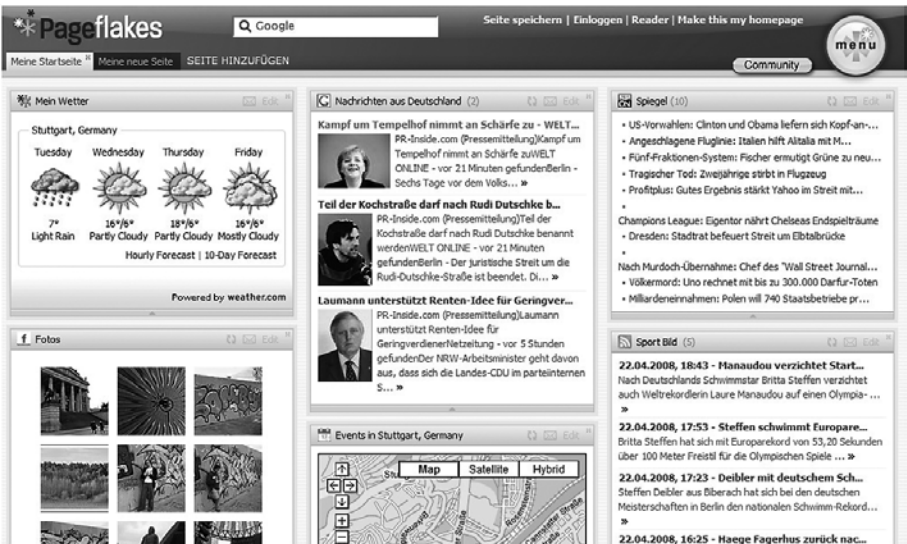 Pageflakes
Google
Seite speichern | Einloggen | Reader | Make this my homepage
menu
Meine Startseite
Meine neue Seite
SEITE HINZUFÜGEN
Community
Mein Wetter
Edit
Stuttgart, Germany
Tuesday Wednesday Thursday Friday
7° 16°/6° 18°/6° 16°/6°
Light Rain Partly Cloudy Partly Cloudy Mostly Cloudy
Hourly Forecast | 10-Day Forecast
Powered by weather.com
Fotos
Edit
Nachrichten aus Deutschland (2)
Edit
Kampf um Tempelhof nimmt an Schärfe zu - WELT...
PR-Inside.com (Pressemitteilung)Kampf um
Tempelhof nimmt an Schärfe zuWELT
ONLINE - vor 21 Minuten gefundenBerlin -
Sechs Tage vor dem Volks... »
Teil der Kochstraße darf nach Rudi Dutschke b...
PR-Inside.com (Pressemitteilung)Teil der
Kochstraße darf nach Rudi Dutschke benannt
werdenWELT ONLINE - vor 21 Minuten
gefundenBerlin - Der juristische Streit um die
Rudi-Dutschke-Straße ist beendet. Di... »
Laumann unterstützt Renten-Idee für Geringver...
PR-Inside.com (Pressemitteilung)Laumann
unterstützt Renten-Idee für
GeringverdienerNetzeitung - vor 5 Stunden
gefundenDer NRW-Arbeitsminister geht davon
aus, dass sich die Landes-CDU im parteiinternen
S... »
Events in Stuttgart, Germany
Edit
Map Satellite Hybrid
Spiegel (10)
Edit
• US-Vorwahlen: Clinton und Obama liefern sich Kopf-an-...
• Angeschlagene Fluglinie: Italien hilft Alitalia mit M...
• Fünf-Fraktionen-System: Fischer ermutigt Grüne zu neu...
• Tragischer Tod: Zweijährige stirbt in Flugzeug
• Profitplus: Gutes Ergebnis stärkt Yahoo im Streit mit...
•
Champions League: Eigentor nährt Chelseas Endspielträume
• Dresden: Stadtrat befeuert Streit um Elbtalbrücke
•
Nach Murdoch-Übernahme: Chef des "Wall Street Journal...
• Völkermord: Uno rechnet mit bis zu 300.000 Darfur-Toten
• Milliardeneinnahmen: Polen will 740 Staatsbetriebe pr...
Sport Bild (5)
Edit
22.04.2008, 18:43 - Manaudou verzichtet Start...
Nach Deutschlands Schwimmstar Britta Steffen verzichtet
auch Weltrekordlerin Laure Manaudou auf einen Olympia- ...
»
22.04.2008, 17:53 - Steffen schwimmt Europare...
Britta Steffen hat sich mit Europarekord von 53,20 Sekunden
über 100 Meter Freistil für die Olympischen Spiele ... »
22.04.2008, 17:23 - Deibler mit deutschem Sch...
Steffen Deibler aus Biberach hat sich bei den deutschen
Meisterschaften in Berlin den nationalen Schwimm-Rekord...
»
22.04.2008, 16:25 - Haege Fagerhus zurück nac...